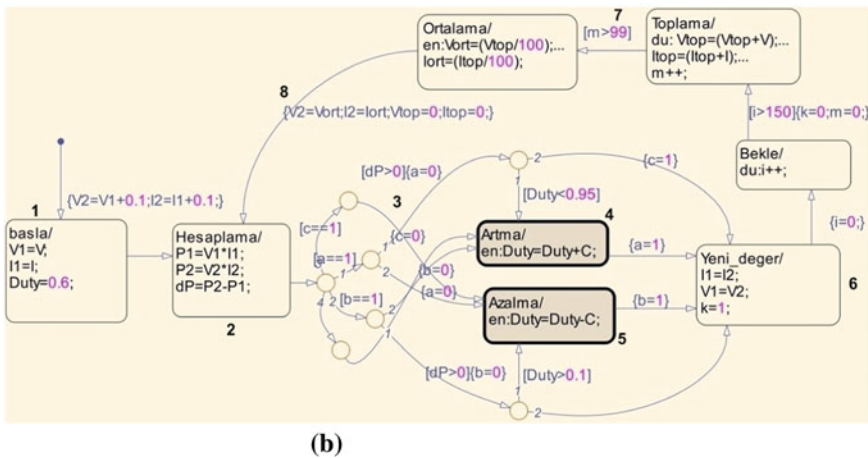 7
Ortalama/
en:Vort=(Vtop/100);...
Iort=(Itop/100);
[m>99]
Toplama/
du: Vtop=(Vtop+V);...
Itop=(Itop+I);...
m++;
8
{V2=Vort;I2=Iort;Vtop=0;Itop=0;}
[i>150]{k=0;m=0;}
Bekle/
du:i++;
{i=0;}
{V2=V1+0.1;I2=I1+0.1;}
1
basla/
V1=V;
I1=I;
Duty=0.6;
Hesaplama/
P1=V1*I1;
P2=V2*I2;
dP=P2-P1;
2
3
[dP>0]{a=0}
2
1
{c=1}
[Duty<0.95]
[c==1]
{c=0}
[a==1]
1
2
{b=0}
{a=0}
[b==1]
4
2
2
1
[dP>0]{b=0}
4
Artma/
en:Duty=Duty+C;
{a=1}
Azalma/
en:Duty=Duty-C;
{b=1}
5
[Duty>0.1]
1
2
Yeni_deger/
I1=I2;
V1=V2;
k=1;
6
(b)